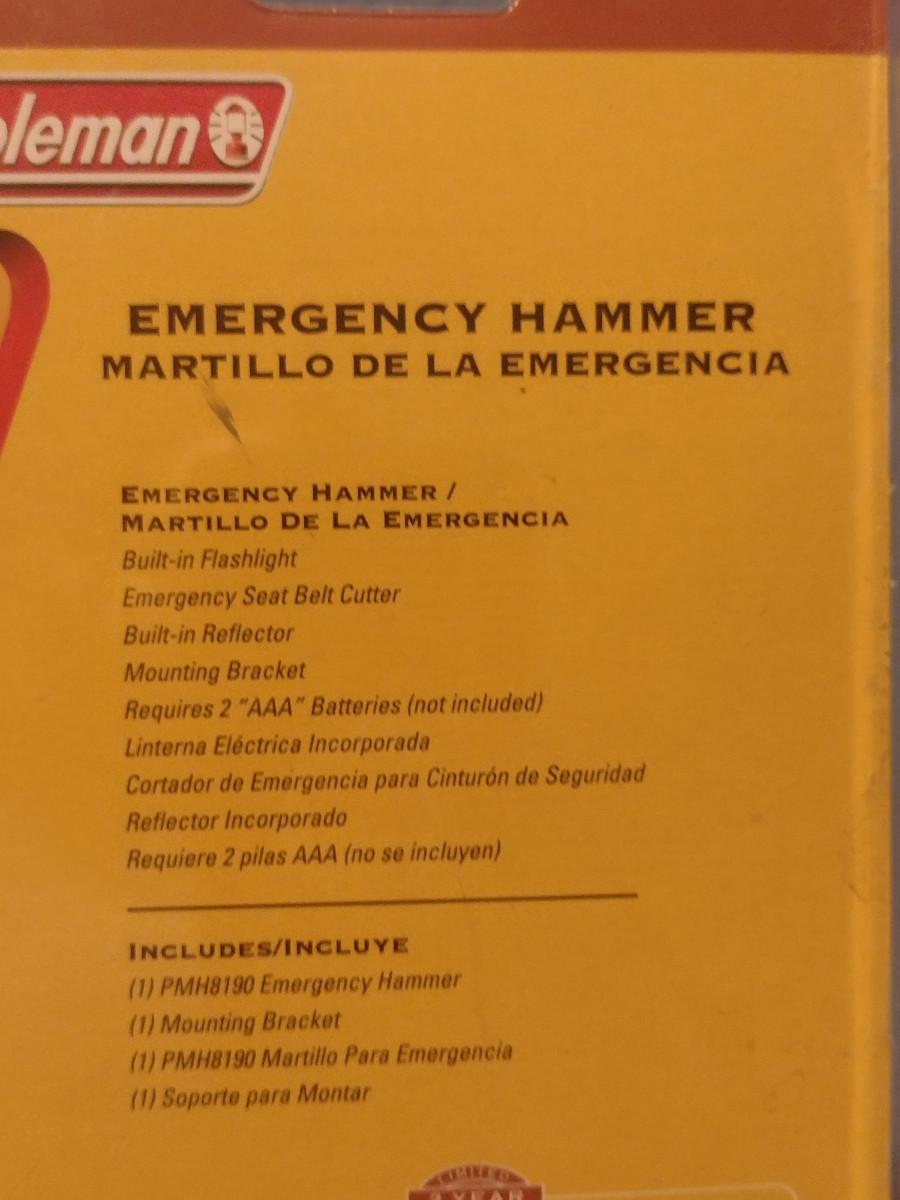 oleman
EMERGENCY HAMMER
MARTILLO DE LA EMERGENCIA
EMERGENCY HAMMER /
MARTILLO DE LA EMERGENCIA
Built-in Flashlight
Emergency Seat Belt Cutter
Built-in Reflector
Mounting Bracket
Requires 2 "AAA" Batteries (not included)
Linterna Eléctrica Incorporada
Cortador de Emergencia para Cinturón de Seguridad
Reflector Incorporado
Requiere 2 pilas AAA (no se incluyen)
INCLUDES/INCLUYE
(1) PMH8190 Emergency Hammer
(1) Mounting Bracket
(1) PMH8190 Martillo Para Emergencia
(1) Soporte para Montar
LIMITED
YEAR